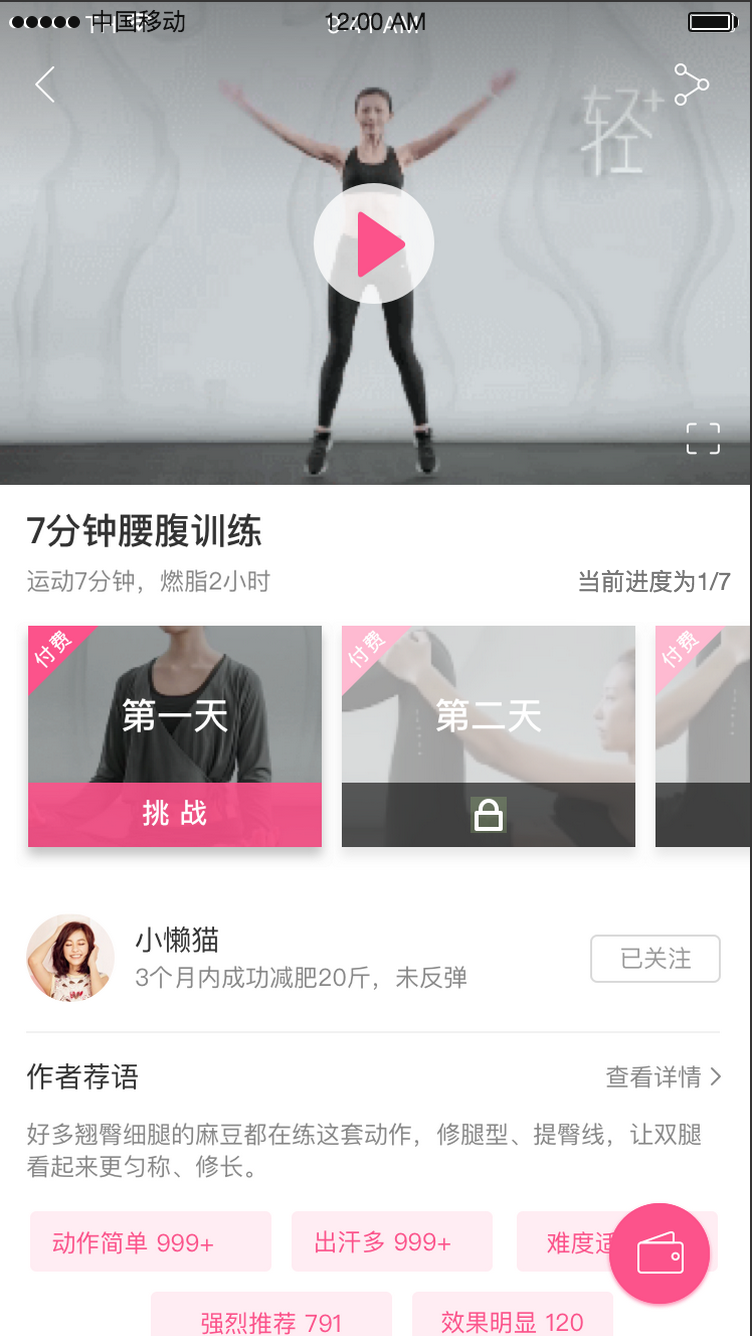 中国移动 12:00 AM
轻+
7分钟腰腹训练
运动7分钟，燃脂2小时 当前进度为1/7
付费 付费 付费
第一天 第二天
挑 战
小懒猫
3个月内成功减肥20斤，未反弹 已关注
作者荐语 查看详情
好多翘臀细腿的麻豆都在练这套动作，修腿型、提臀线，让双腿
看起来更匀称、修长。
动作简单 999+ 出汗多 999+ 难度适
强烈推荐 791 效果明显 120